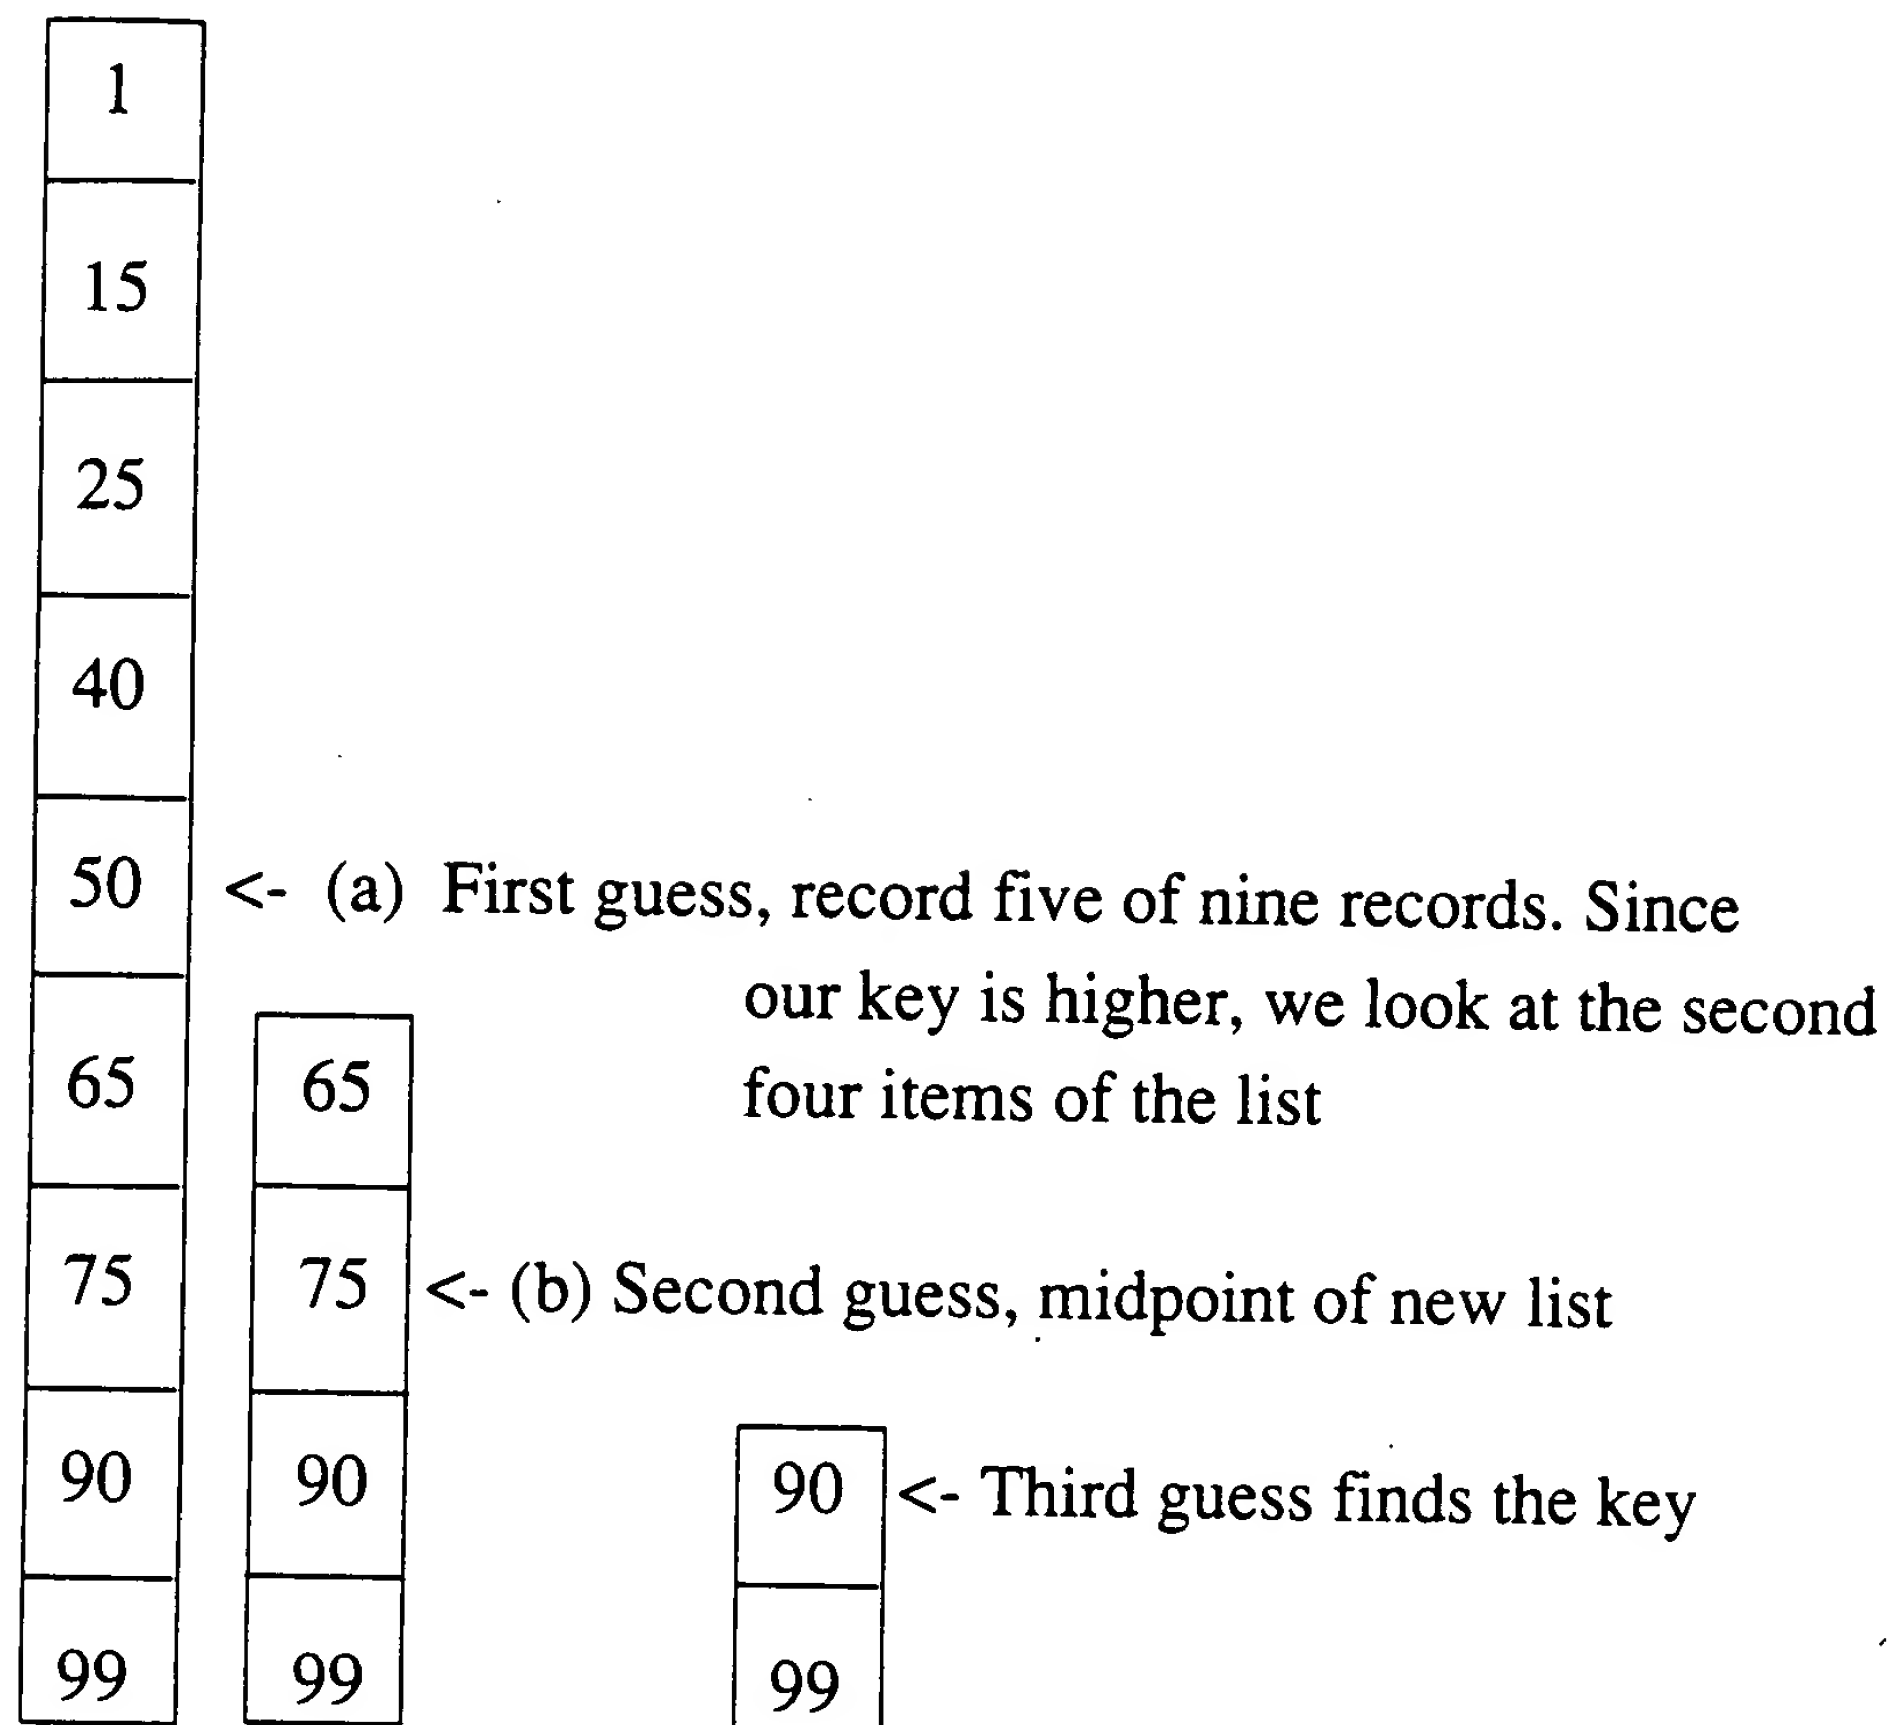 1
15
25
40
50 <- (a) First guess, record five of nine records. Since
our key is higher, we look at the second
65 65 four items of the list
75 75 <- (b) Second guess, midpoint of new list
90 90 90 <- Third guess finds the key
99 99 99